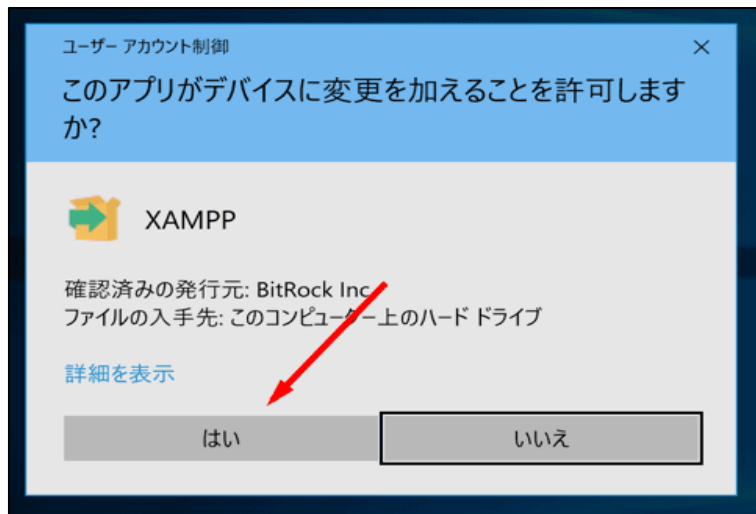 ユーザー アカウント制御
このアプリがデバイスに変更を加えることを許可します
か?
XAMPP
確認済みの発行元: BitRock Inc.
ファイルの入手先: このコンピューター上のハード ドライブ
詳細を表示
はい
いいえ